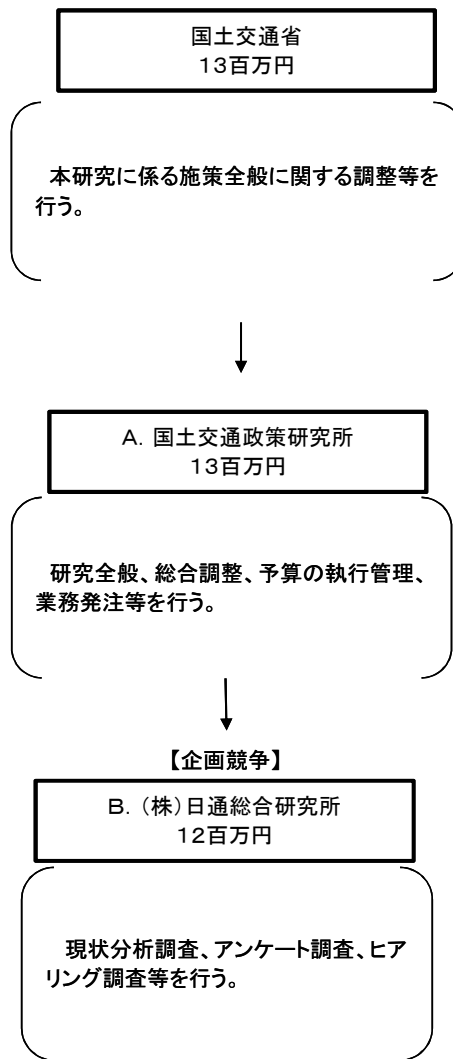 国土交通省
13百万円
本研究に係る施策全般に関する調整等を
行う。
A. 国土交通政策研究所
13百万円
研究全般、総合調整、予算の執行管理、
業務発注等を行う。
【企画競争】
B. (株)日通総合研究所
12百万円
現状分析調査、アンケート調査、ヒア
リング調査等を行う。